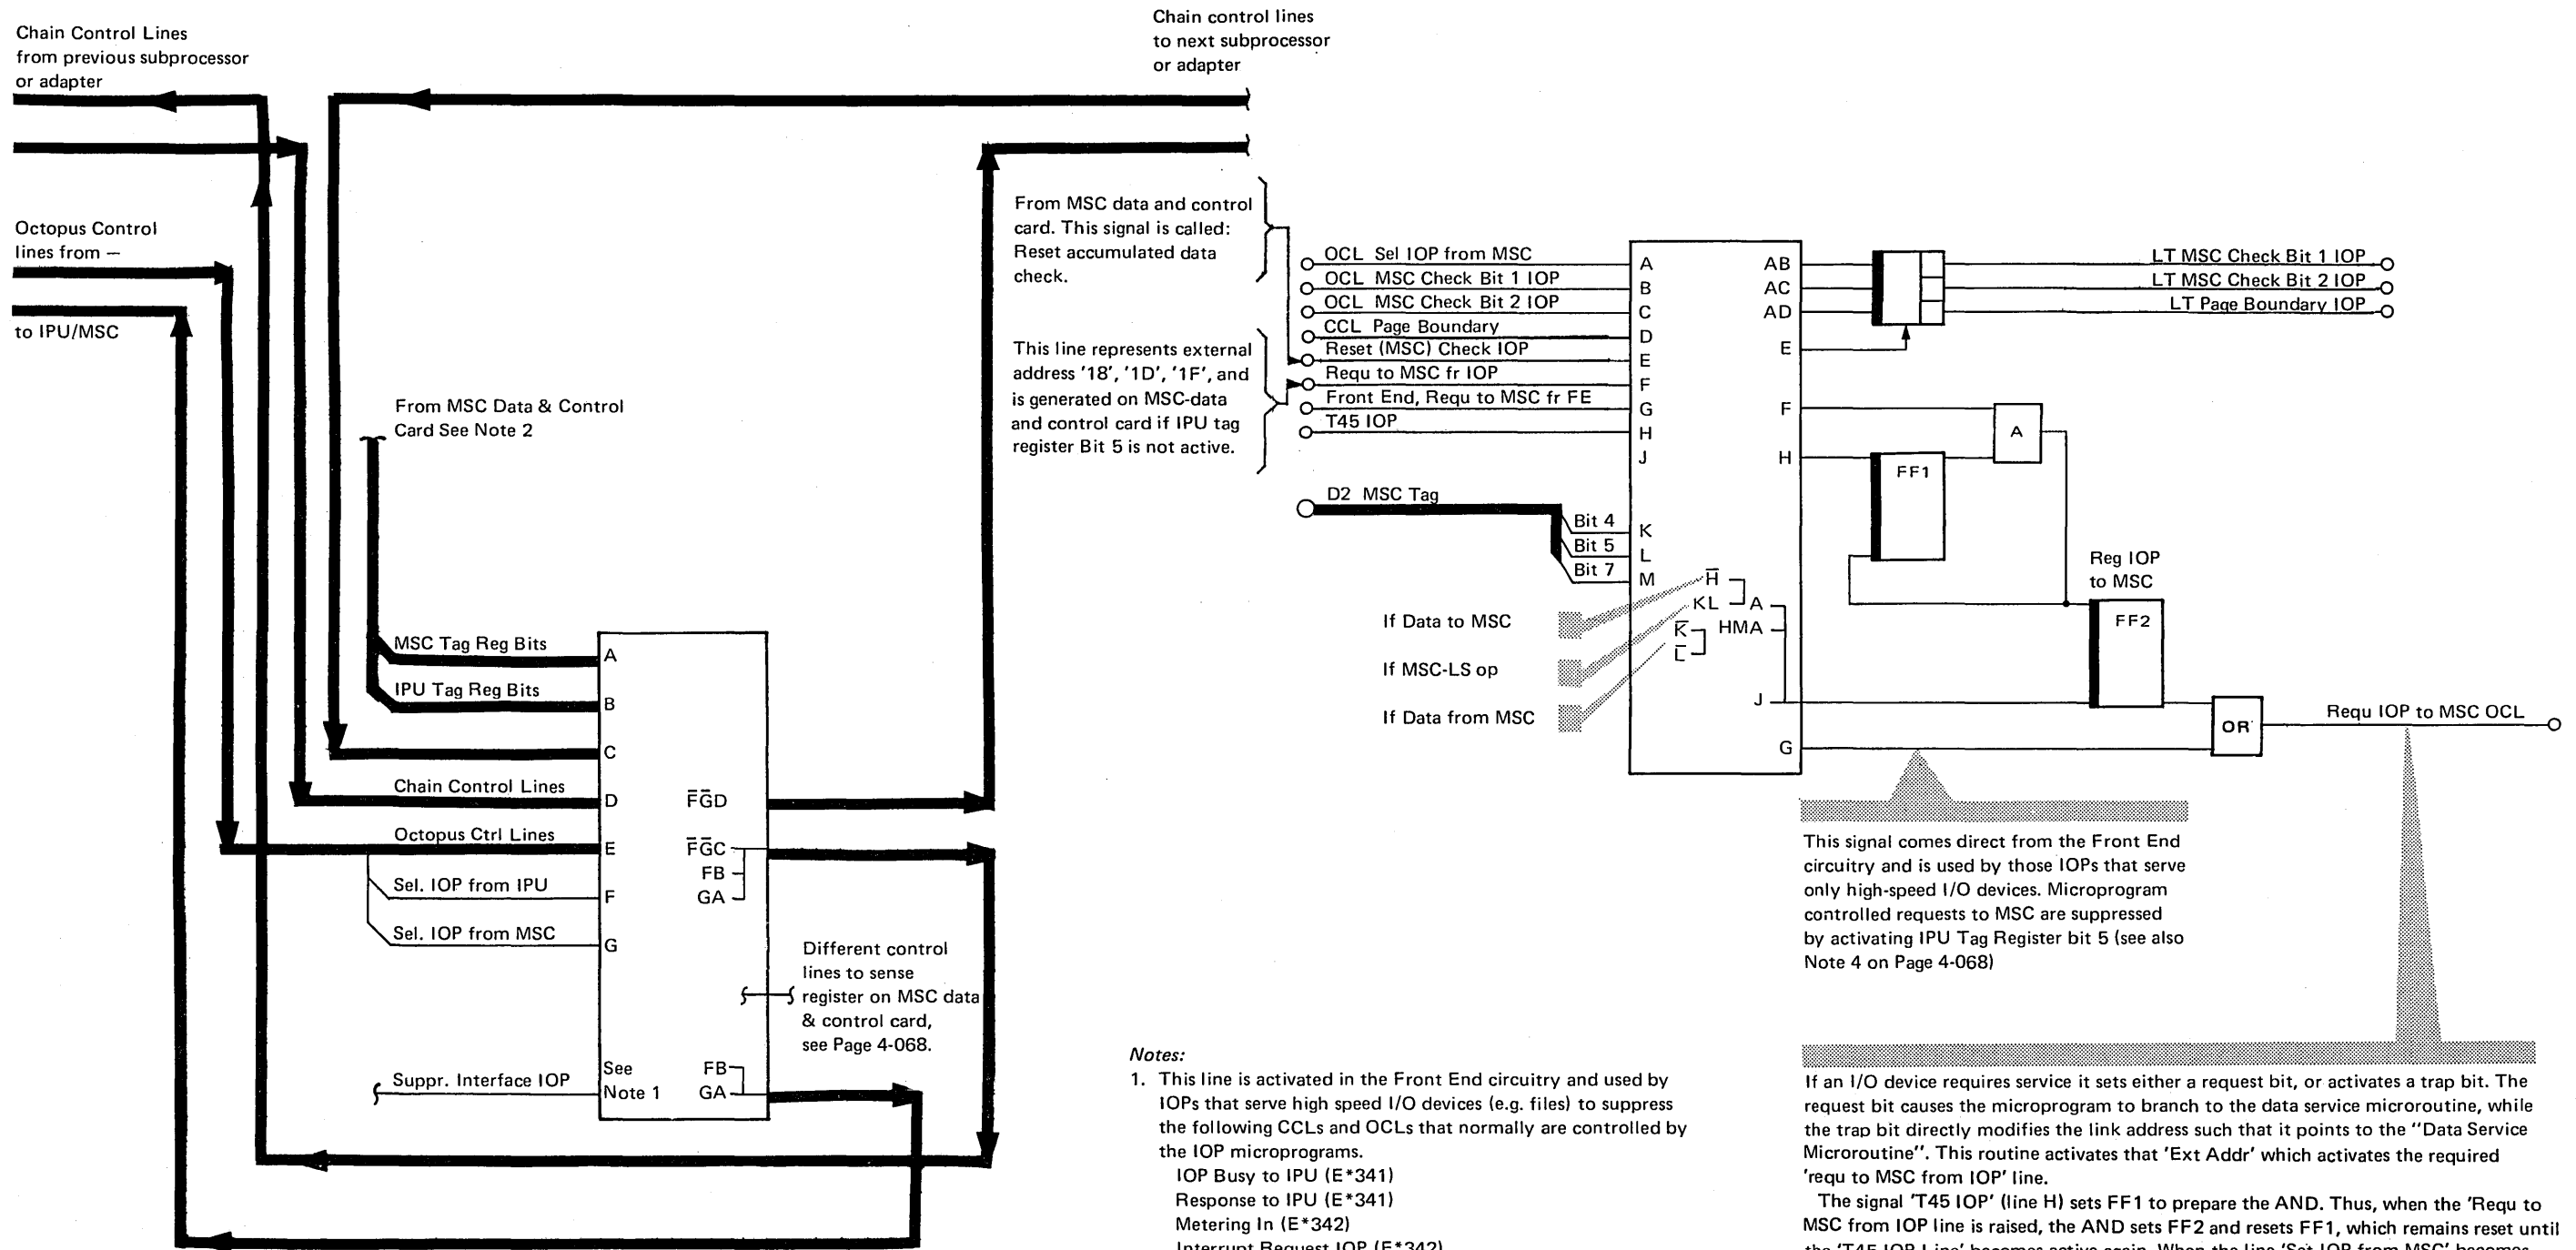 Chain Control Lines
from previous subprocessor
or adapter
Chain control lines
to next subprocessor
or adapter
Octopus Control
lines from —
to IPU/MSC
From MSC Data & Control
Card See Note 2
MSC Tag Reg Bits
IPU Tag Reg Bits
Chain Control Lines
Octopus Ctrl Lines
Sel. IOP from IPU
Sel. IOP from MSC
Suppr. Interface IOP
A
B
C
D
E
F
G
See
Note 1
F̅G̅D
F̅G̅C
FB
GA
FB
GA
Different control
lines to sense
register on MSC data
& control card,
see Page 4-068.
From MSC data and control
card. This signal is called:
Reset accumulated data
check.
This line represents external
address '18', '1D', '1F', and
is generated on MSC-data
and control card if IPU tag
register Bit 5 is not active.
OCL Sel IOP from MSC
OCL MSC Check Bit 1 IOP
OCL MSC Check Bit 2 IOP
CCL Page Boundary
Reset (MSC) Check IOP
Requ to MSC fr IOP
Front End, Requ to MSC fr FE
T45 IOP
D2 MSC Tag
Bit 4
Bit 5
Bit 7
A
B
C
D
E
F
G
H
J
K
L
M
If Data to MSC
If MSC-LS op
If Data from MSC
H̅
KL
A
HMA
K̅
L̅
AB
AC
AD
E
F
H
J
G
LT MSC Check Bit 1 IOP
LT MSC Check Bit 2 IOP
LT Page Boundary IOP
A
FF1
Reg IOP
to MSC
FF2
OR
Requ IOP to MSC OCL
This signal comes direct from the Front End
circuitry and is used by those IOPs that serve
only high-speed I/O devices. Microprogram
controlled requests to MSC are suppressed
by activating IPU Tag Register bit 5 (see also
Note 4 on Page 4-068)
Notes:
1. This line is activated in the Front End circuitry and used by
IOPs that serve high speed I/O devices (e.g. files) to suppress
the following CCLs and OCLs that normally are controlled by
the IOP microprograms.
IOP Busy to IPU (E*341)
Response to IPU (E*341)
Metering In (E*342)
Interrupt Request IOP (E*342)
If an I/O device requires service it sets either a request bit, or activates a trap bit. The
request bit causes the microprogram to branch to the data service microroutine, while
the trap bit directly modifies the link address such that it points to the "Data Service
Microroutine". This routine activates that 'Ext Addr' which activates the required
'requ to MSC from IOP' line.
The signal 'T45 IOP' (line H) sets FF1 to prepare the AND. Thus, when the 'Requ to
MSC from IOP line is raised, the AND sets FF2 and resets FF1, which remains reset until
the 'T45 IOP Line' becomes active again. When the line 'Set IOP from MSC' becomes